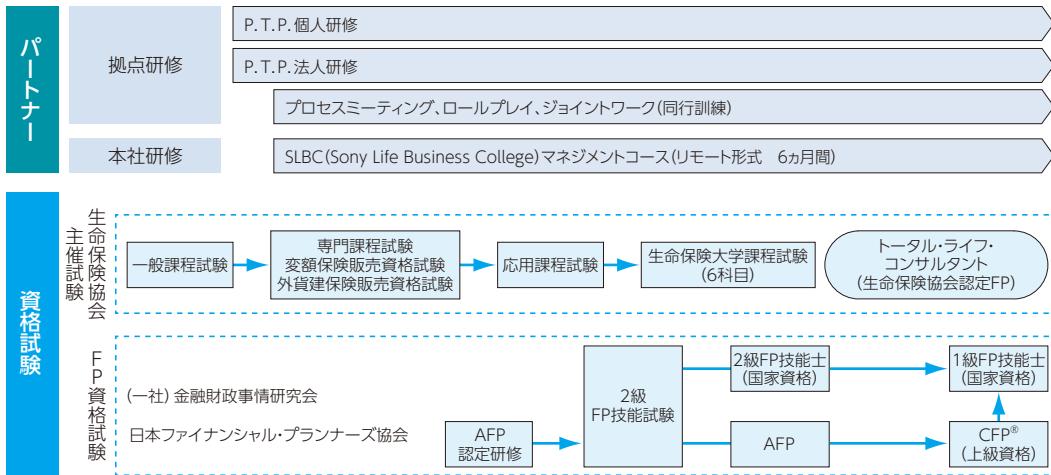 パートナー
拠点研修
P.T.P.個人研修
P.T.P.法人研修
プロセスミーティング、ロールプレイ、ジョイントワーク(同行訓練)
本社研修
SLBC(Sony Life Business College)マネジメントコース(リモート形式　6ヵ月間)
資格試験
生命保険協会
主催試験
一般課程試験
専門課程試験
変額保険販売資格試験
外貨建保険販売資格試験
応用課程試験
生命保険大学課程試験
(6科目)
トータル・ライフ・
コンサルタント
(生命保険協会認定FP)
FP資格試験
(一社)金融財政事情研究会
日本ファイナンシャル・プランナーズ協会
AFP
認定研修
2級
FP技能試験
2級FP技能士
(国家資格)
1級FP技能士
(国家資格)
AFP
CFP®
(上級資格)